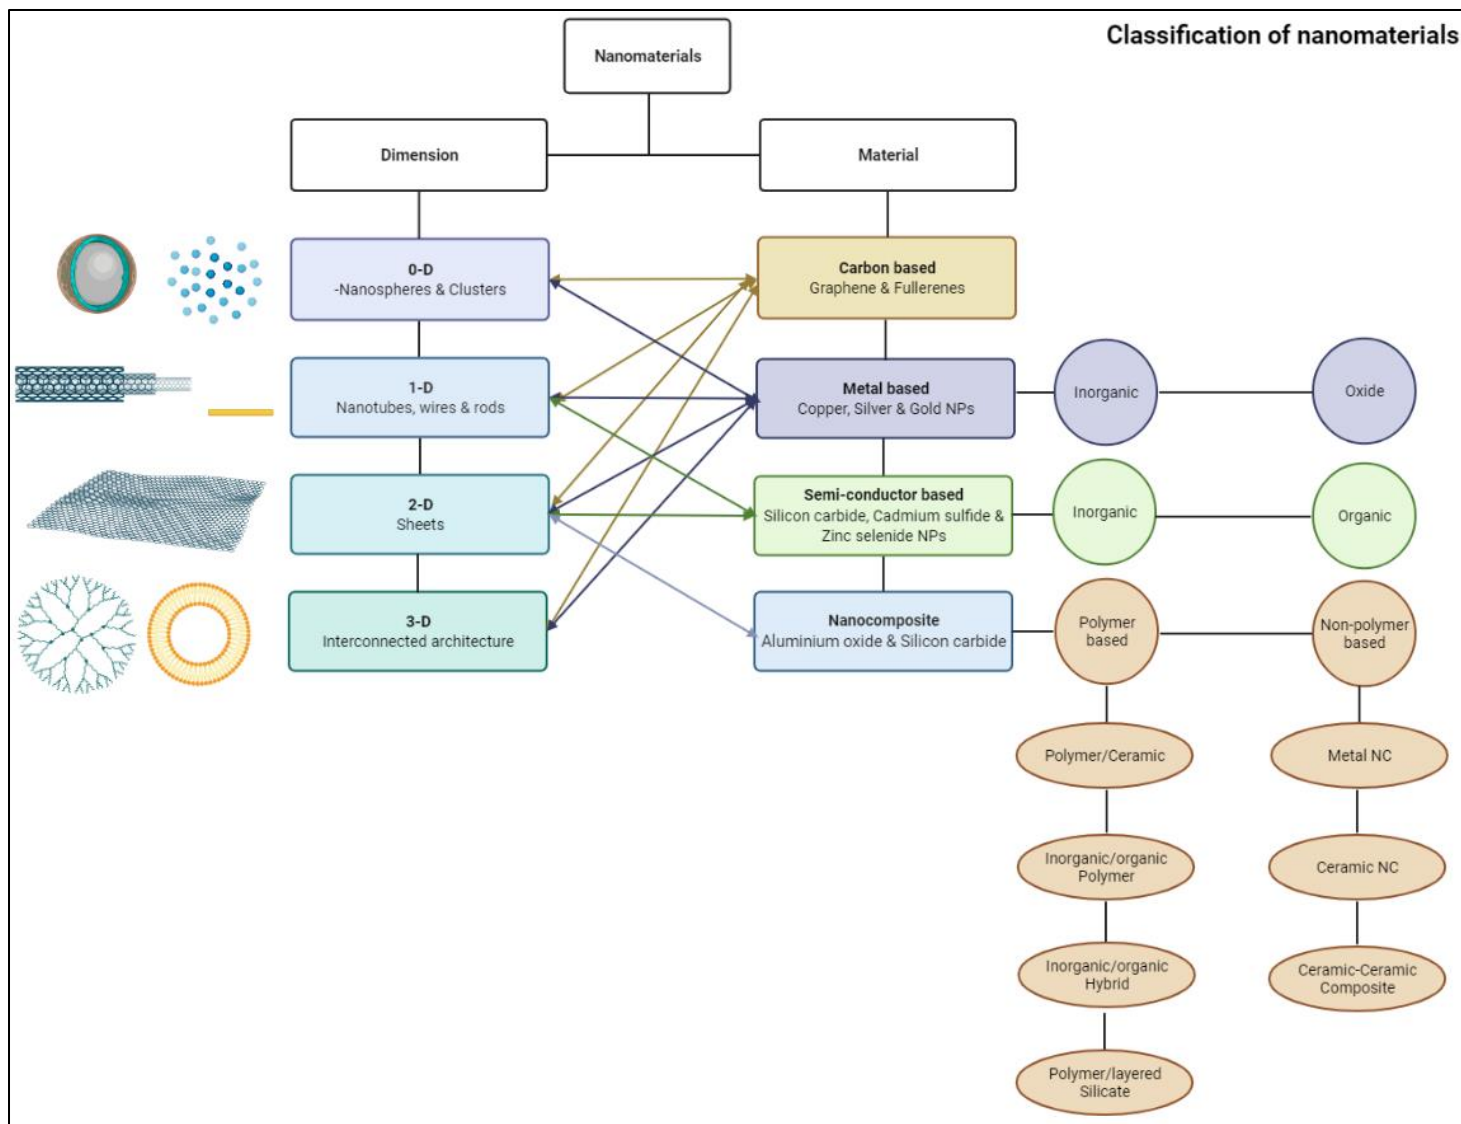 Classification of nanomaterials
Nanomaterials
Dimension
Material
0-D
-Nanospheres & Clusters
1-D
Nanotubes, wires & rods
2-D
Sheets
3-D
Interconnected architecture
Carbon based
Graphene & Fullerenes
Metal based
Copper, Silver & Gold NPs
Inorganic
Oxide
Semi-conductor based
Silicon carbide, Cadmium sulfide &
Zinc selenide NPs
Inorganic
Organic
Nanocomposite
Aluminium oxide & Silicon carbide
Polymer
based
Non-polymer
based
Polymer/Ceramic
Inorganic/organic
Polymer
Inorganic/organic
Hybrid
Polymer/layered
Silicate
Metal NC
Ceramic NC
Ceramic-Ceramic
Composite